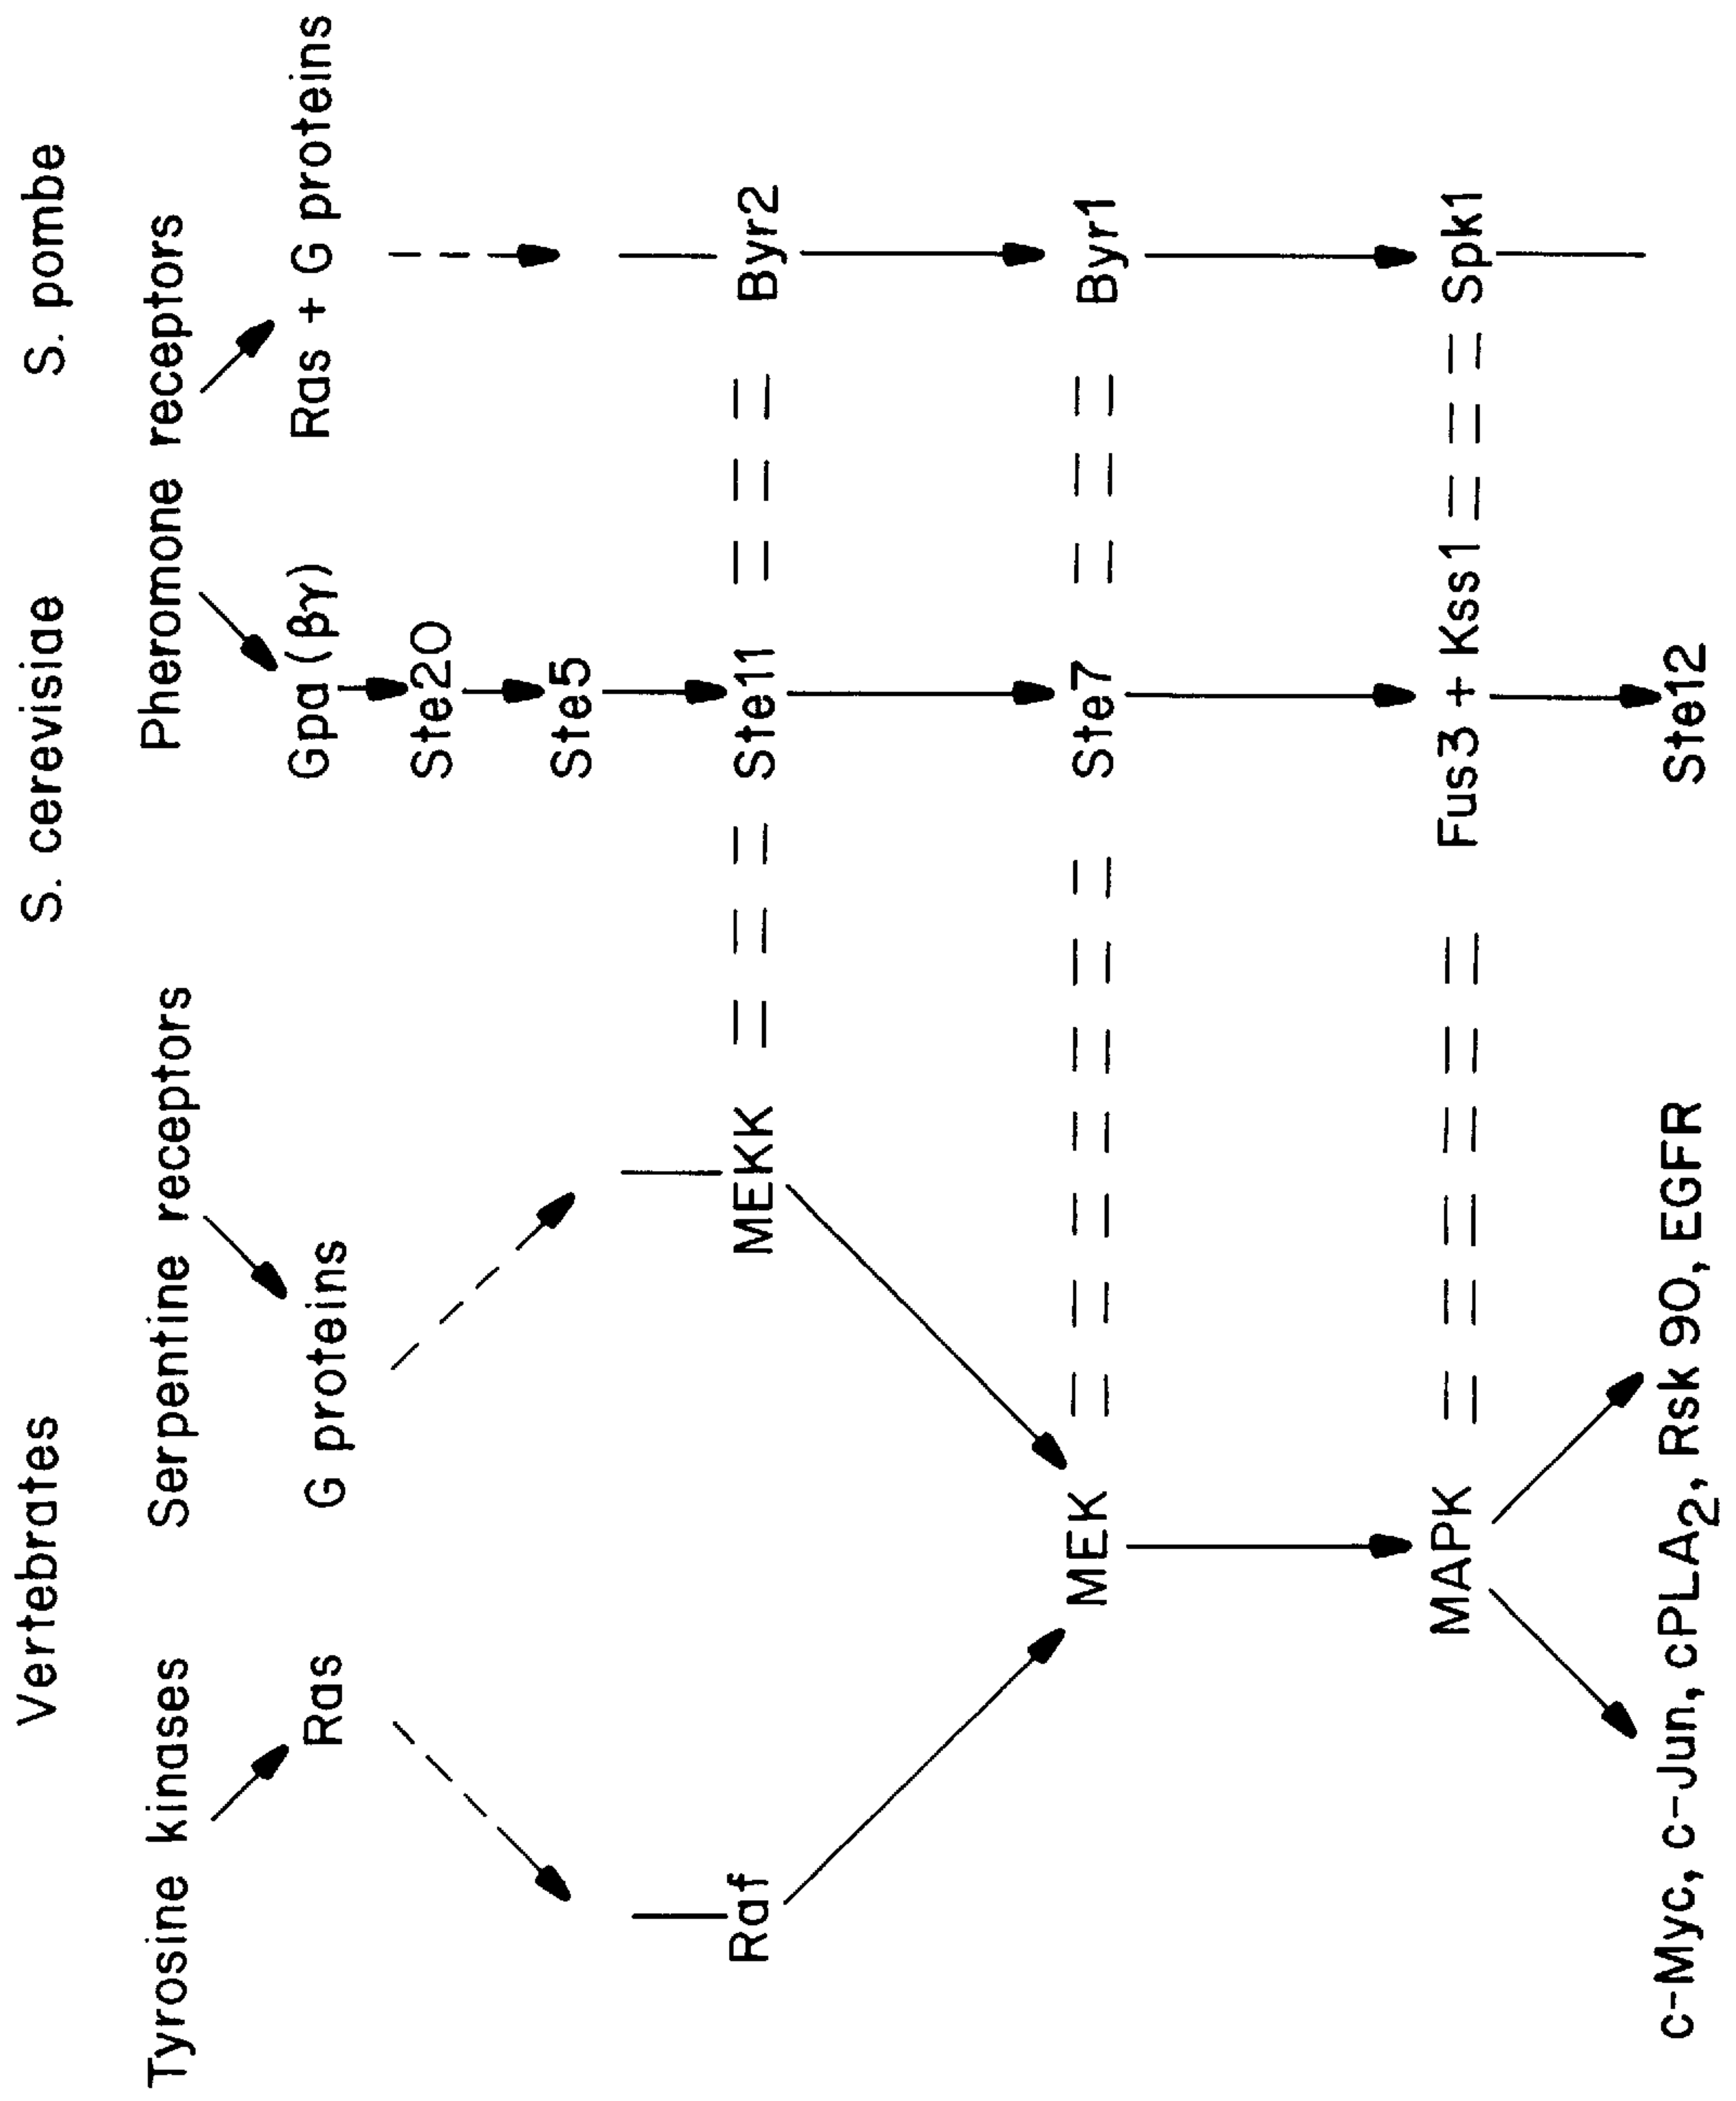 Vertebrates S. cerevisiae S. pombe
Tyrosine kinases Serpentine receptors Pheromone receptors
Ras G proteins Gpa (βγ) Ras + G proteins
Ste20
Ste5
Raf MEKK Ste11 Byr2
MEK Ste7 Byr1
MAPK Fus3 + Kss1 Spk1
c-Myc, c-Jun, cPLA2, Rsk 90, EGFR Ste12